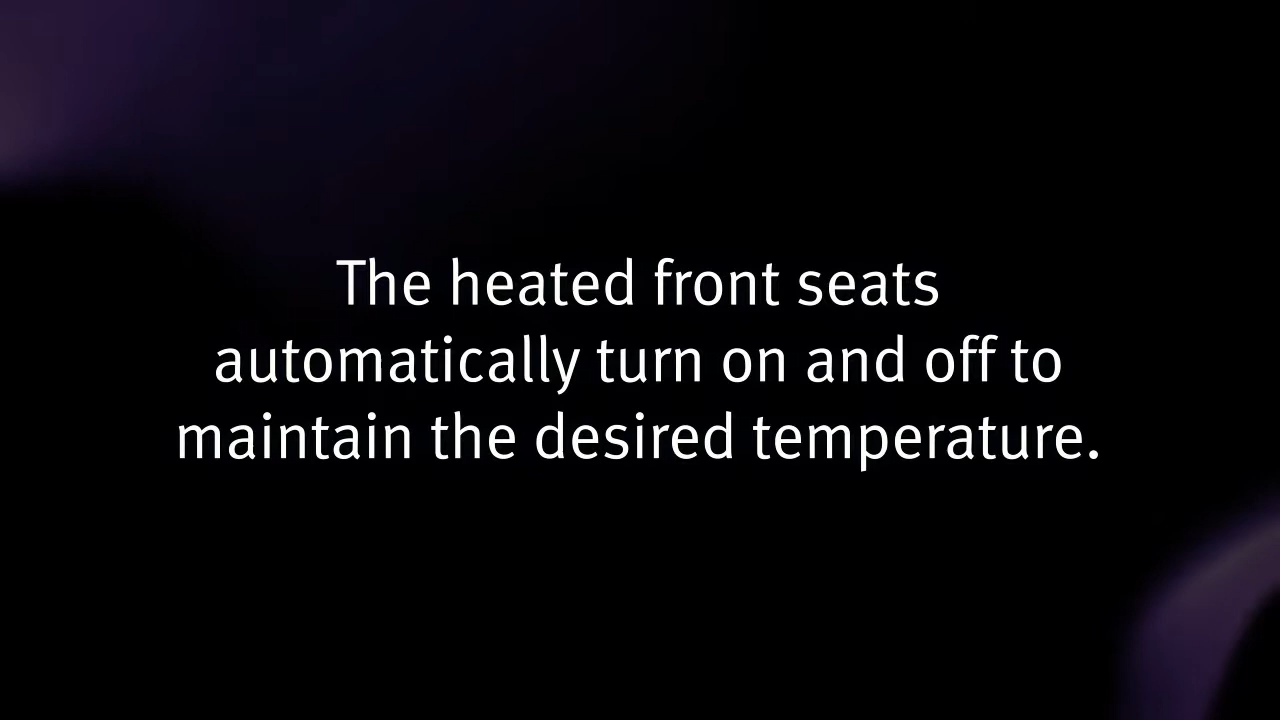 The heated front seats
automatically turn on and off to
maintain the desired temperature.